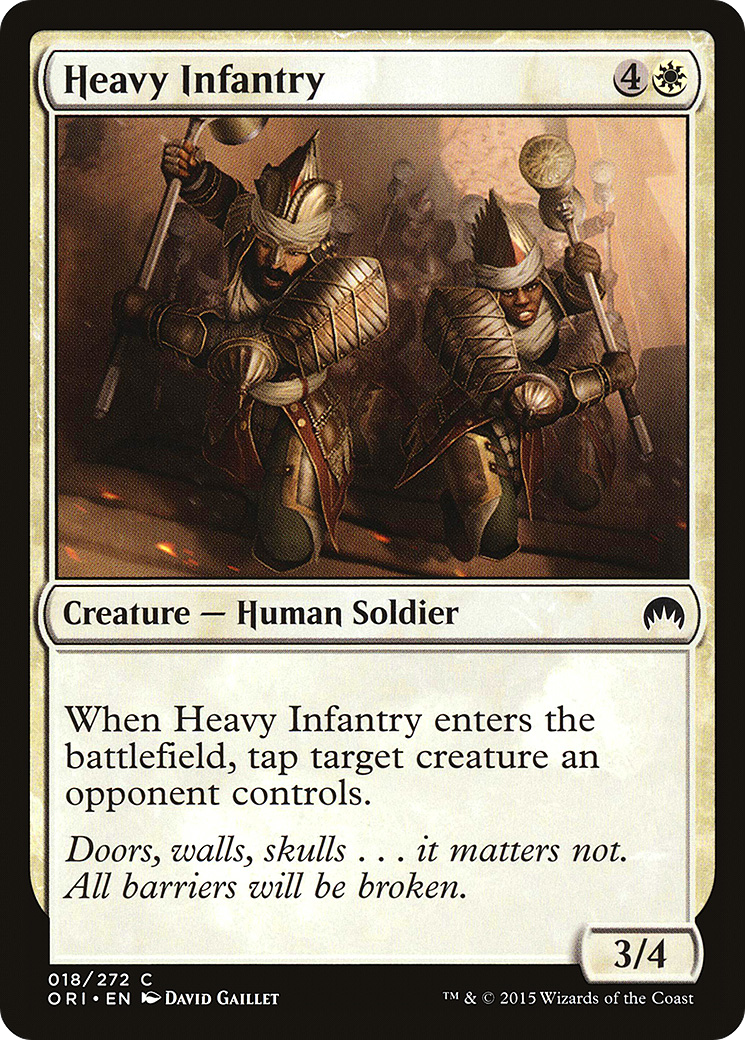 Heavy Infantry 4
Creature — Human Soldier
When Heavy Infantry enters the
battlefield, tap target creature an
opponent controls.
Doors, walls, skulls . . . it matters not.
All barriers will be broken.
3/4
018/272 C
ORI • EN DAVID GAILLET
™ & © 2015 Wizards of the Coast